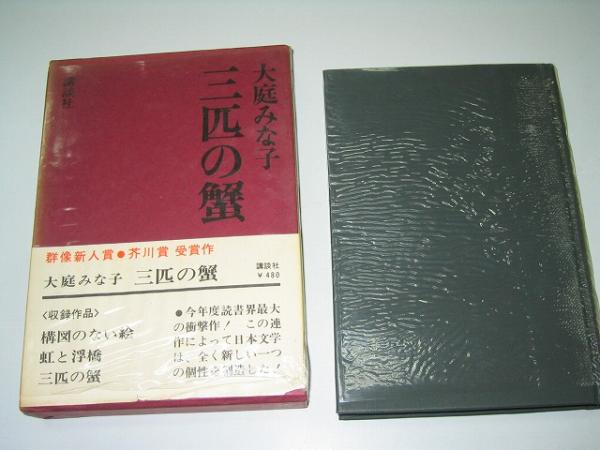 大庭みな子
三匹の蟹
講談社
群像新人賞●芥川賞 受賞作
大庭みな子 三匹の蟹
講談社
¥480
〈収録作品〉
構図のない絵
虹と浮橋
三匹の蟹
●今年度読書界最大
の衝撃作! この連
作によって日本文学
は、全く新しい一つ
の個性を創造した!